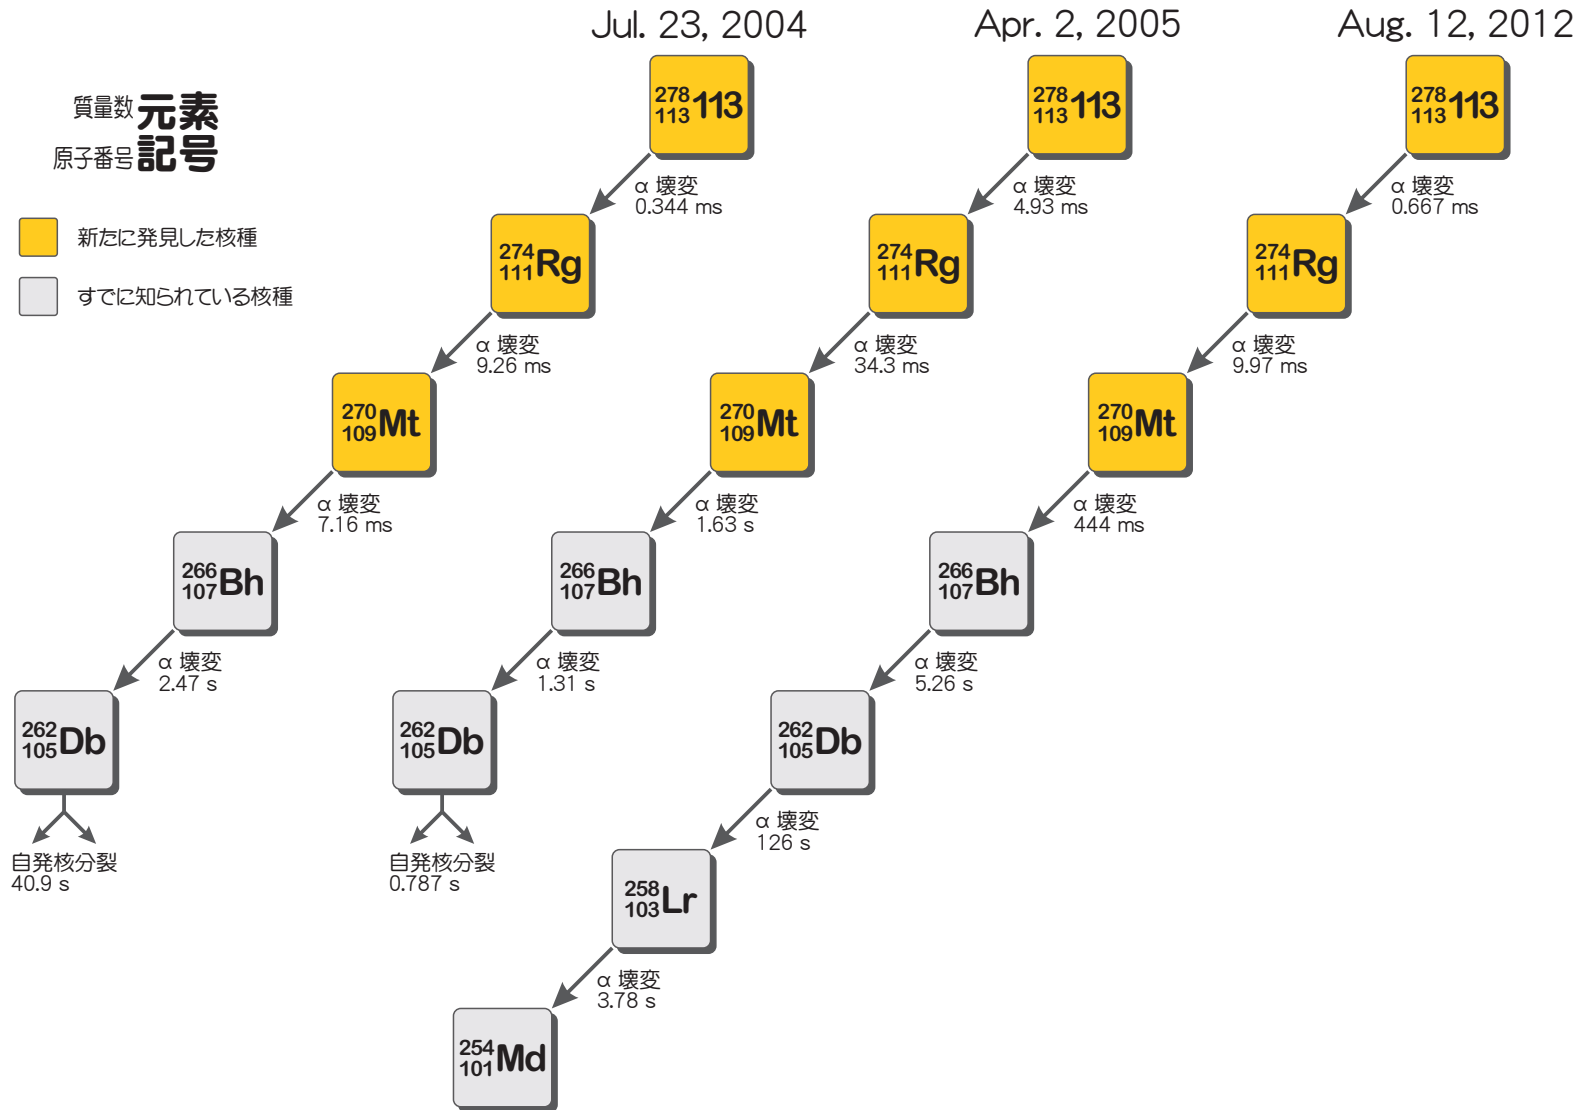 Jul. 23, 2004
Apr. 2, 2005
Aug. 12, 2012
質量数 元素
原子番号 記号
新たに発見した核種
すでに知られている核種
278
113 113
α 壊変
0.344 ms
274
111 Rg
α 壊変
9.26 ms
270
109 Mt
α 壊変
7.16 ms
266
107 Bh
α 壊変
2.47 s
262
105 Db
自発核分裂
40.9 s
278
113 113
α 壊変
4.93 ms
274
111 Rg
α 壊変
34.3 ms
270
109 Mt
α 壊変
1.63 s
266
107 Bh
α 壊変
1.31 s
262
105 Db
自発核分裂
0.787 s
278
113 113
α 壊変
0.667 ms
274
111 Rg
α 壊変
9.97 ms
270
109 Mt
α 壊変
444 ms
266
107 Bh
α 壊変
5.26 s
262
105 Db
α 壊変
126 s
258
103 Lr
α 壊変
3.78 s
254
101 Md